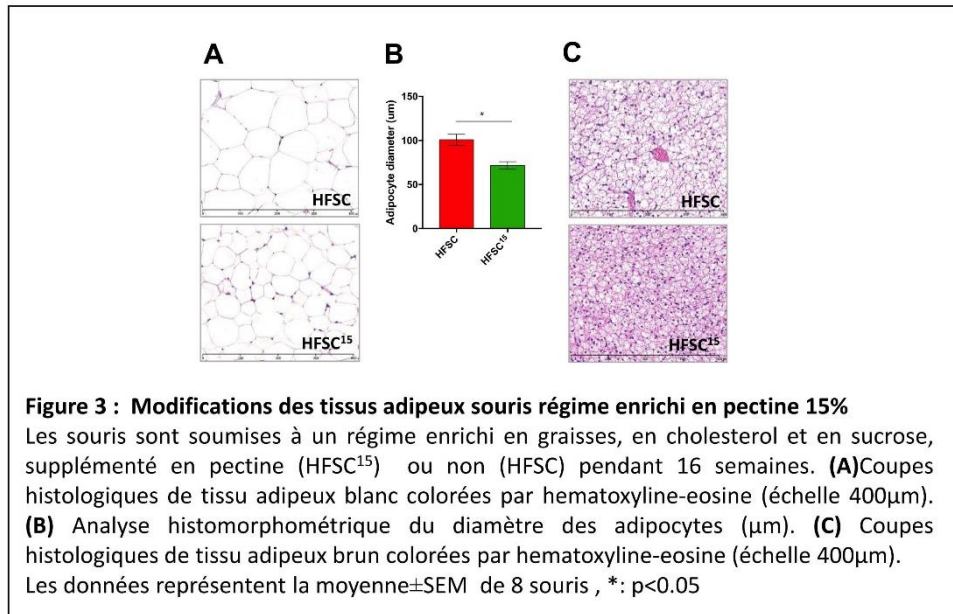 A
B
C
HFSC
HFSC¹⁵
Adipocyte diameter (um)
150
100
50
0
*
HFSC
HFSC¹⁵
HFSC
HFSC¹⁵
Figure 3 : Modifications des tissus adipeux souris régime enrichi en pectine 15%
Les souris sont soumises à un régime enrichi en graisses, en cholesterol et en sucrose,
supplémenté en pectine (HFSC¹⁵) ou non (HFSC) pendant 16 semaines. (A)Coupes
histologiques de tissu adipeux blanc colorées par hematoxyline-eosine (échelle 400µm).
(B) Analyse histomorphométrique du diamètre des adipocytes (µm). (C) Coupes
histologiques de tissu adipeux brun colorées par hematoxyline-eosine (échelle 400µm).
Les données représentent la moyenne±SEM de 8 souris , *: p<0.05